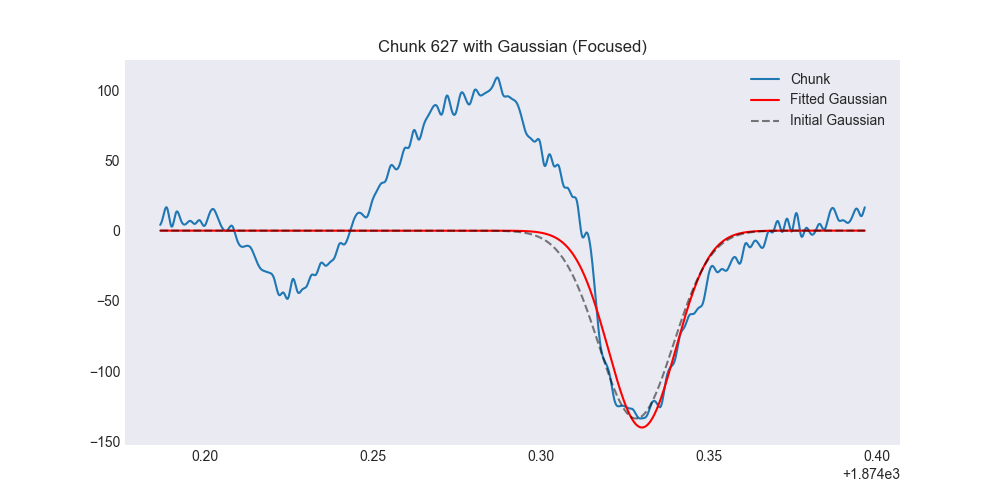 Chunk 627 with Gaussian (Focused)
Chunk
Fitted Gaussian
Initial Gaussian
100
50
0
−50
−100
−150
0.20 0.25 0.30 0.35 0.40
+1.874e3